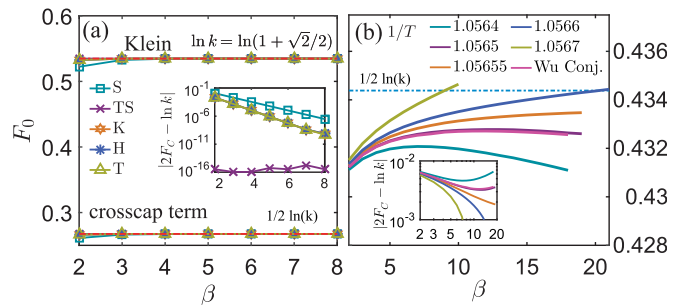 (a)
Klein
ln k = ln(1 + √2/2)
S
TS
K
H
T
|2F_C − ln k|
10^-1
10^-6
10^-11
10^-16
2 4 6 8
crosscap term
1/2 ln(k)
F_0
0.6
0.5
0.4
0.3
2 3 4 5 6 7 8
β
(b)
1/T
1.0564 1.0566
1.0565 1.0567
1.05655 Wu Conj.
1/2 ln(k)
|2F_C − ln k|
10^-2
10^-3
2 3 5 10 20
0.436
0.434
0.432
0.430
0.428
5 10 15 20
β